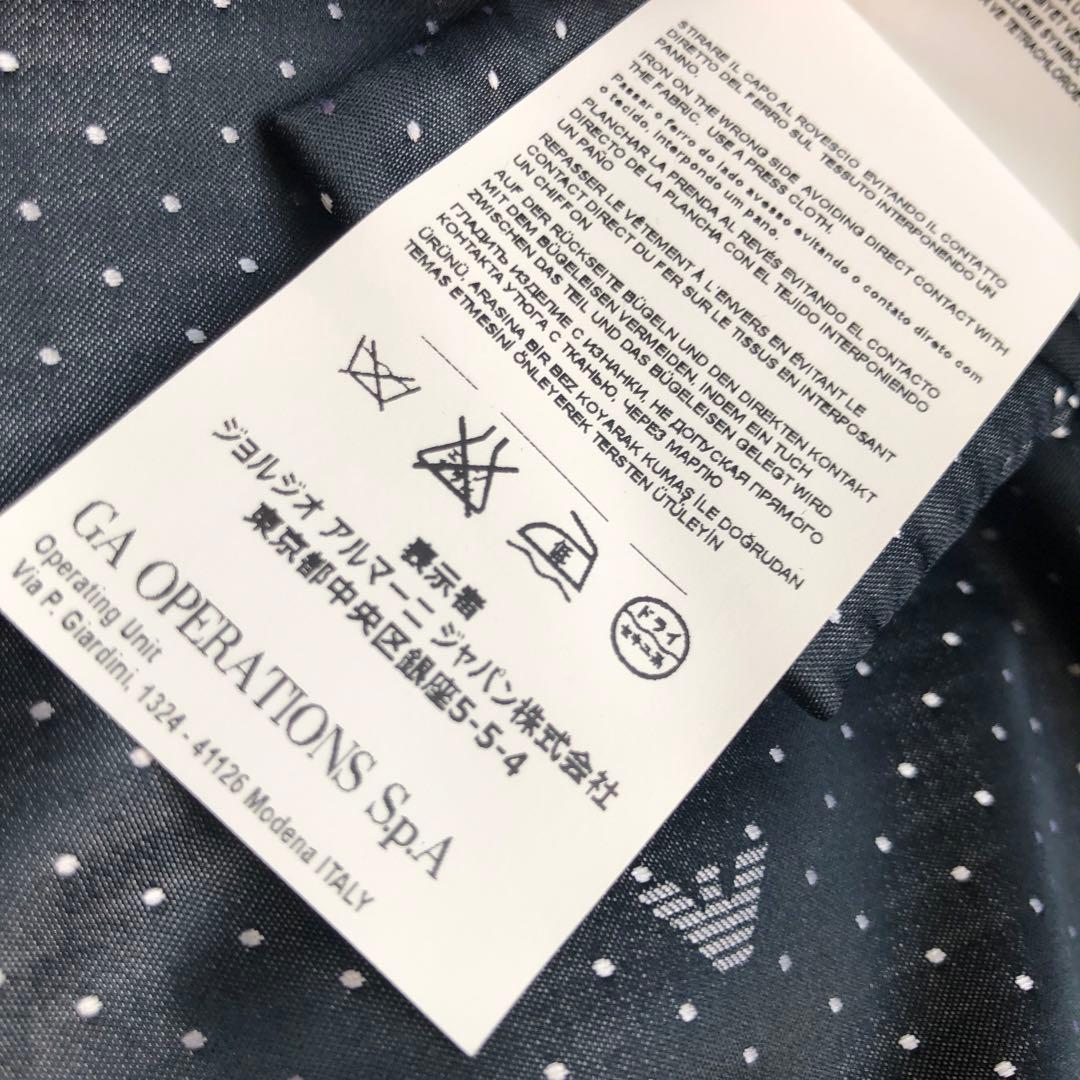 STIRARE IL CAPO AL ROVESCIO EVITANDO IL CONTATTO
DIRETTO DEL FERRO SUL TESSUTO INTERPONENDO UN
PANNO.
IRON ON THE WRONG SIDE AVOIDING DIRECT CONTACT WITH
THE FABRIC. USE A PRESS CLOTH.
Passar o ferro do lado avesso evitando o contato direto com
o tecido, interpondo um pano.
PLANCHAR LA PRENDA AL REVÉS EVITANDO EL CONTACTO
DIRECTO DE LA PLANCHA CON EL TEJIDO INTERPONIENDO
UN PAÑO
REPASSER LE VÊTEMENT À L'ENVERS EN ÉVITANT LE
CONTACT DIRECT DU FER SUR LE TISSUS EN INTERPOSANT
UN CHIFFON
AUF DER RÜCKSEITE BÜGELN UND DEN DIREKTEN KONTAKT
MIT DEM BÜGELEISEN VERMEIDEN, INDEM EIN TUCH
ZWISCHEN DAS TEIL UND DAS BÜGELEISEN GELEGT WIRD
ГЛАДИТЬ ИЗДЕЛИЕ С ИЗНАНКИ, НЕ ДОПУСКАЯ ПРЯМОГО
КОНТАКТА УТЮГА С ТКАНЬЮ, ЧЕРЕЗ МАРЛЮ
ÜRÜNÜ, ARASINA BIR BEZ KOYARAK KUMAŞ İLE DOĞRUDAN
TEMAS ETMESİNİ ÖNLEYEREK TERSTEN ÜTÜLEYİN
低
ドライ
表示者
ジョルジオ アルマーニ ジャパン株式会社
東京都中央区銀座5-5-4
GA OPERATIONS S.p.A
Operating Unit
Via P. Giardini, 1324 - 41126 Modena ITALY